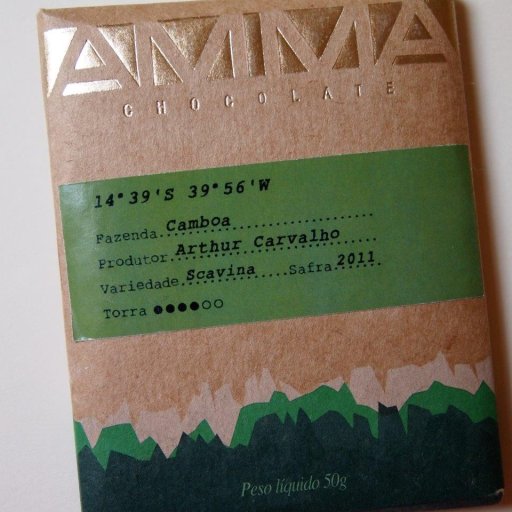 AMMA
CHOCOLATE
14°39'S 39°56'W
Fazenda Camboa
Produtor Arthur Carvalho
Variedade Scavina Safra 2011
Torra ●●●●○○
Peso líquido 50g